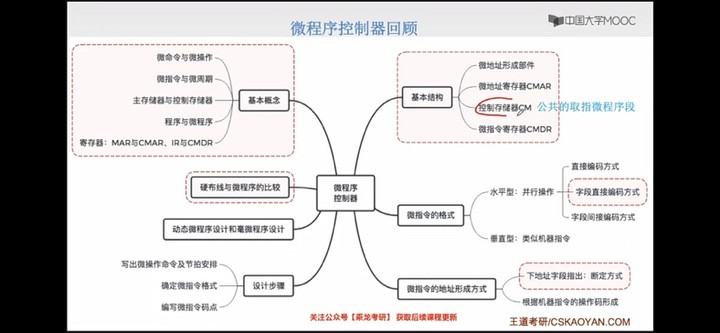 微程序控制器回顾
中国大学MOOC
微命令与微操作
微指令与微周期
主存储器与控制存储器
程序与微程序
寄存器：MAR与CMAR、IR与CMDR
基本概念
硬布线与微程序的比较
动态微程序设计和毫微程序设计
写出微操作命令及节拍安排
确定微指令格式
编写微指令码点
设计步骤
微程序
控制器
基本结构
微地址形成部件
微地址寄存器CMAR
控制存储器CM 公共的取指微程序段
微指令寄存器CMDR
微指令的格式
水平型：并行操作
直接编码方式
字段直接编码方式
字段间接编码方式
垂直型：类似机器指令
微指令的地址形成方式
下地址字段指出：断定方式
根据机器指令的操作码形成
关注公众号【乘龙考研】 获取后续课程更新
王道考研/CSKAOYAN.COM